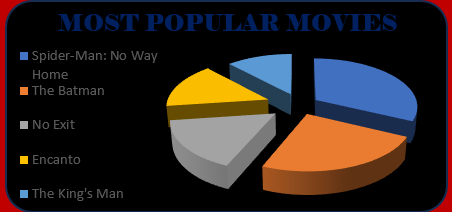 MOST POPULAR MOVIES
Spider-Man: No Way
Home
The Batman
No Exit
Encanto
The King's Man